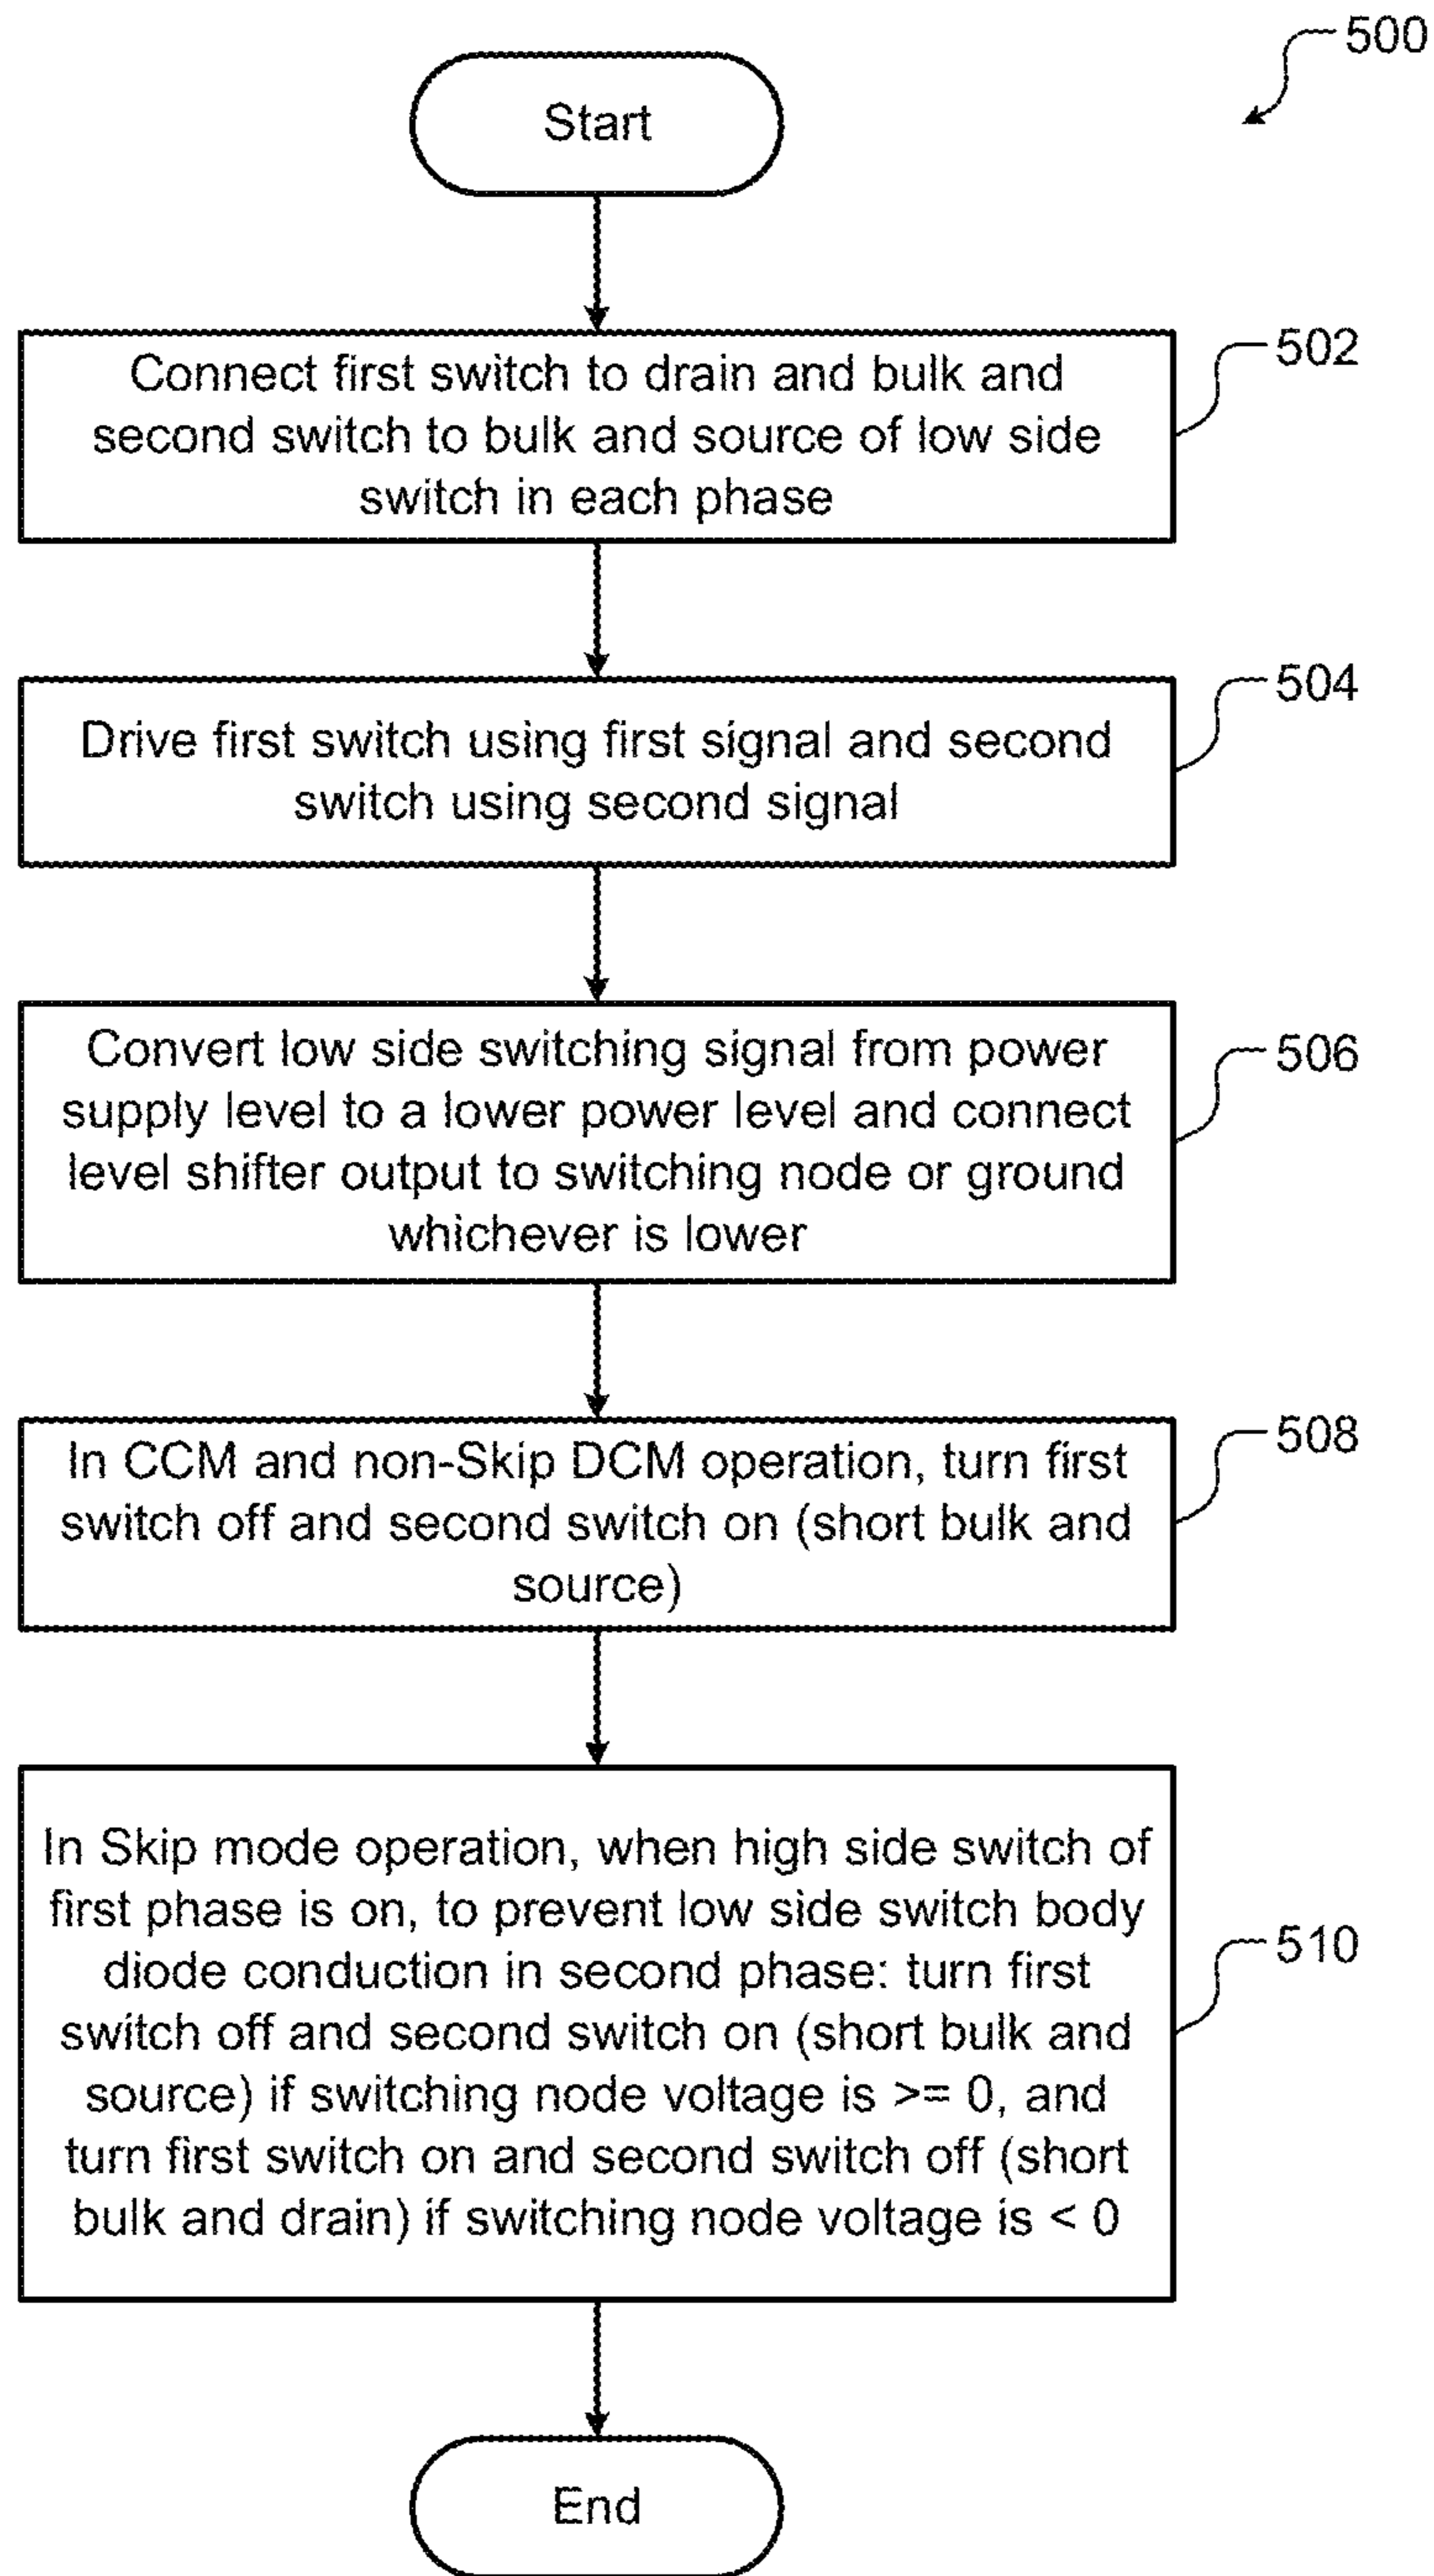 500
Start
Connect first switch to drain and bulk and
second switch to bulk and source of low side
switch in each phase
502
Drive first switch using first signal and second
switch using second signal
504
Convert low side switching signal from power
supply level to a lower power level and connect
level shifter output to switching node or ground
whichever is lower
506
In CCM and non-Skip DCM operation, turn first
switch off and second switch on (short bulk and
source)
508
In Skip mode operation, when high side switch of
first phase is on, to prevent low side switch body
diode conduction in second phase: turn first
switch off and second switch on (short bulk and
source) if switching node voltage is >= 0, and
turn first switch on and second switch off (short
bulk and drain) if switching node voltage is < 0
510
End